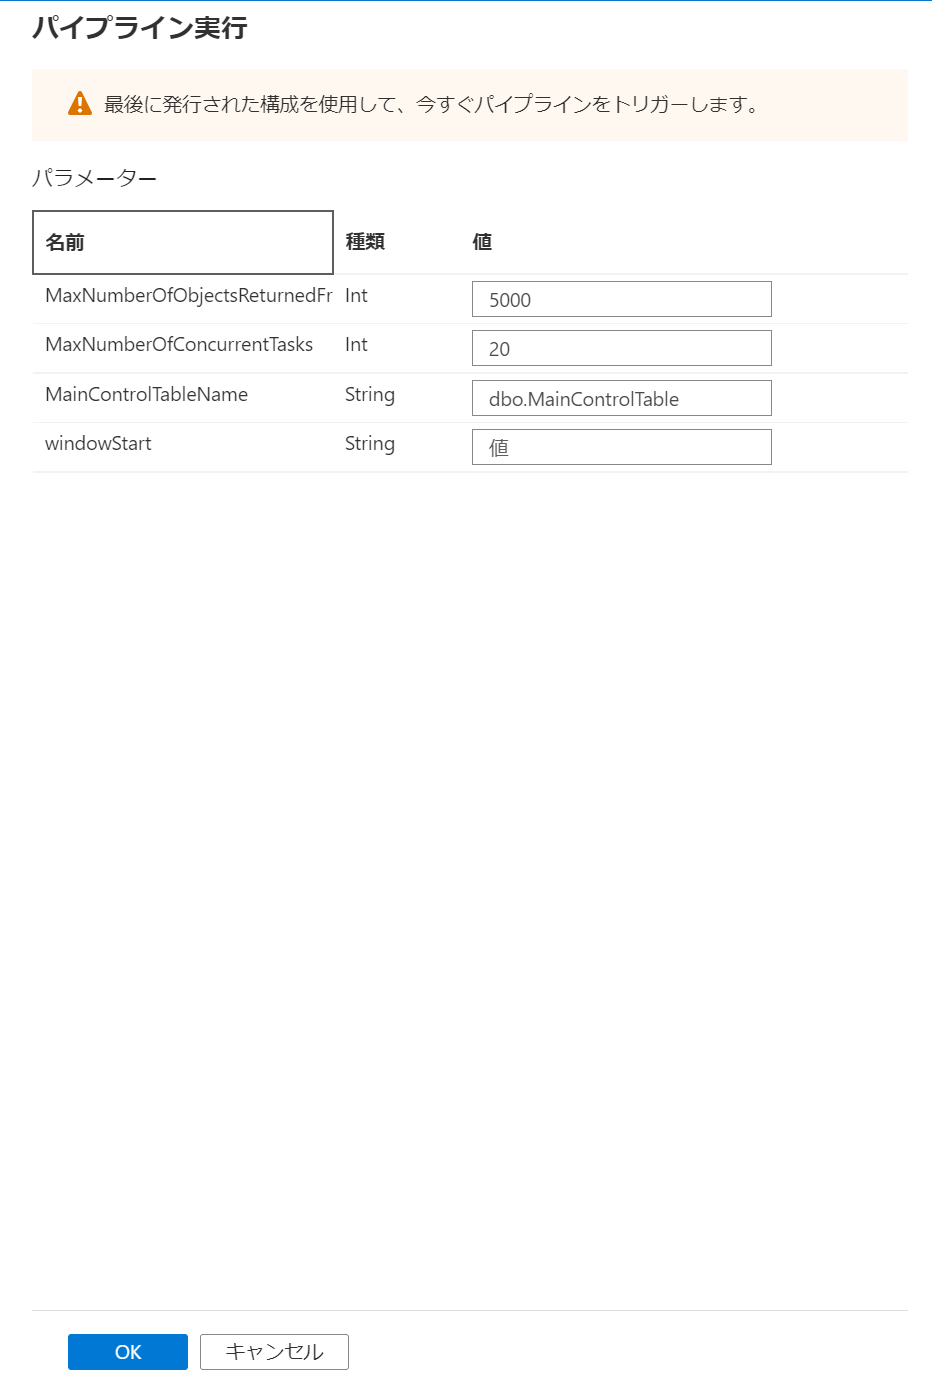 パイプライン実行
最後に発行された構成を使用して、今すぐパイプラインをトリガーします。
パラメーター
名前 種類 値
MaxNumberOfObjectsReturnedFr Int 5000
MaxNumberOfConcurrentTasks Int 20
MainControlTableName String dbo.MainControlTable
windowStart String 値
OK キャンセル